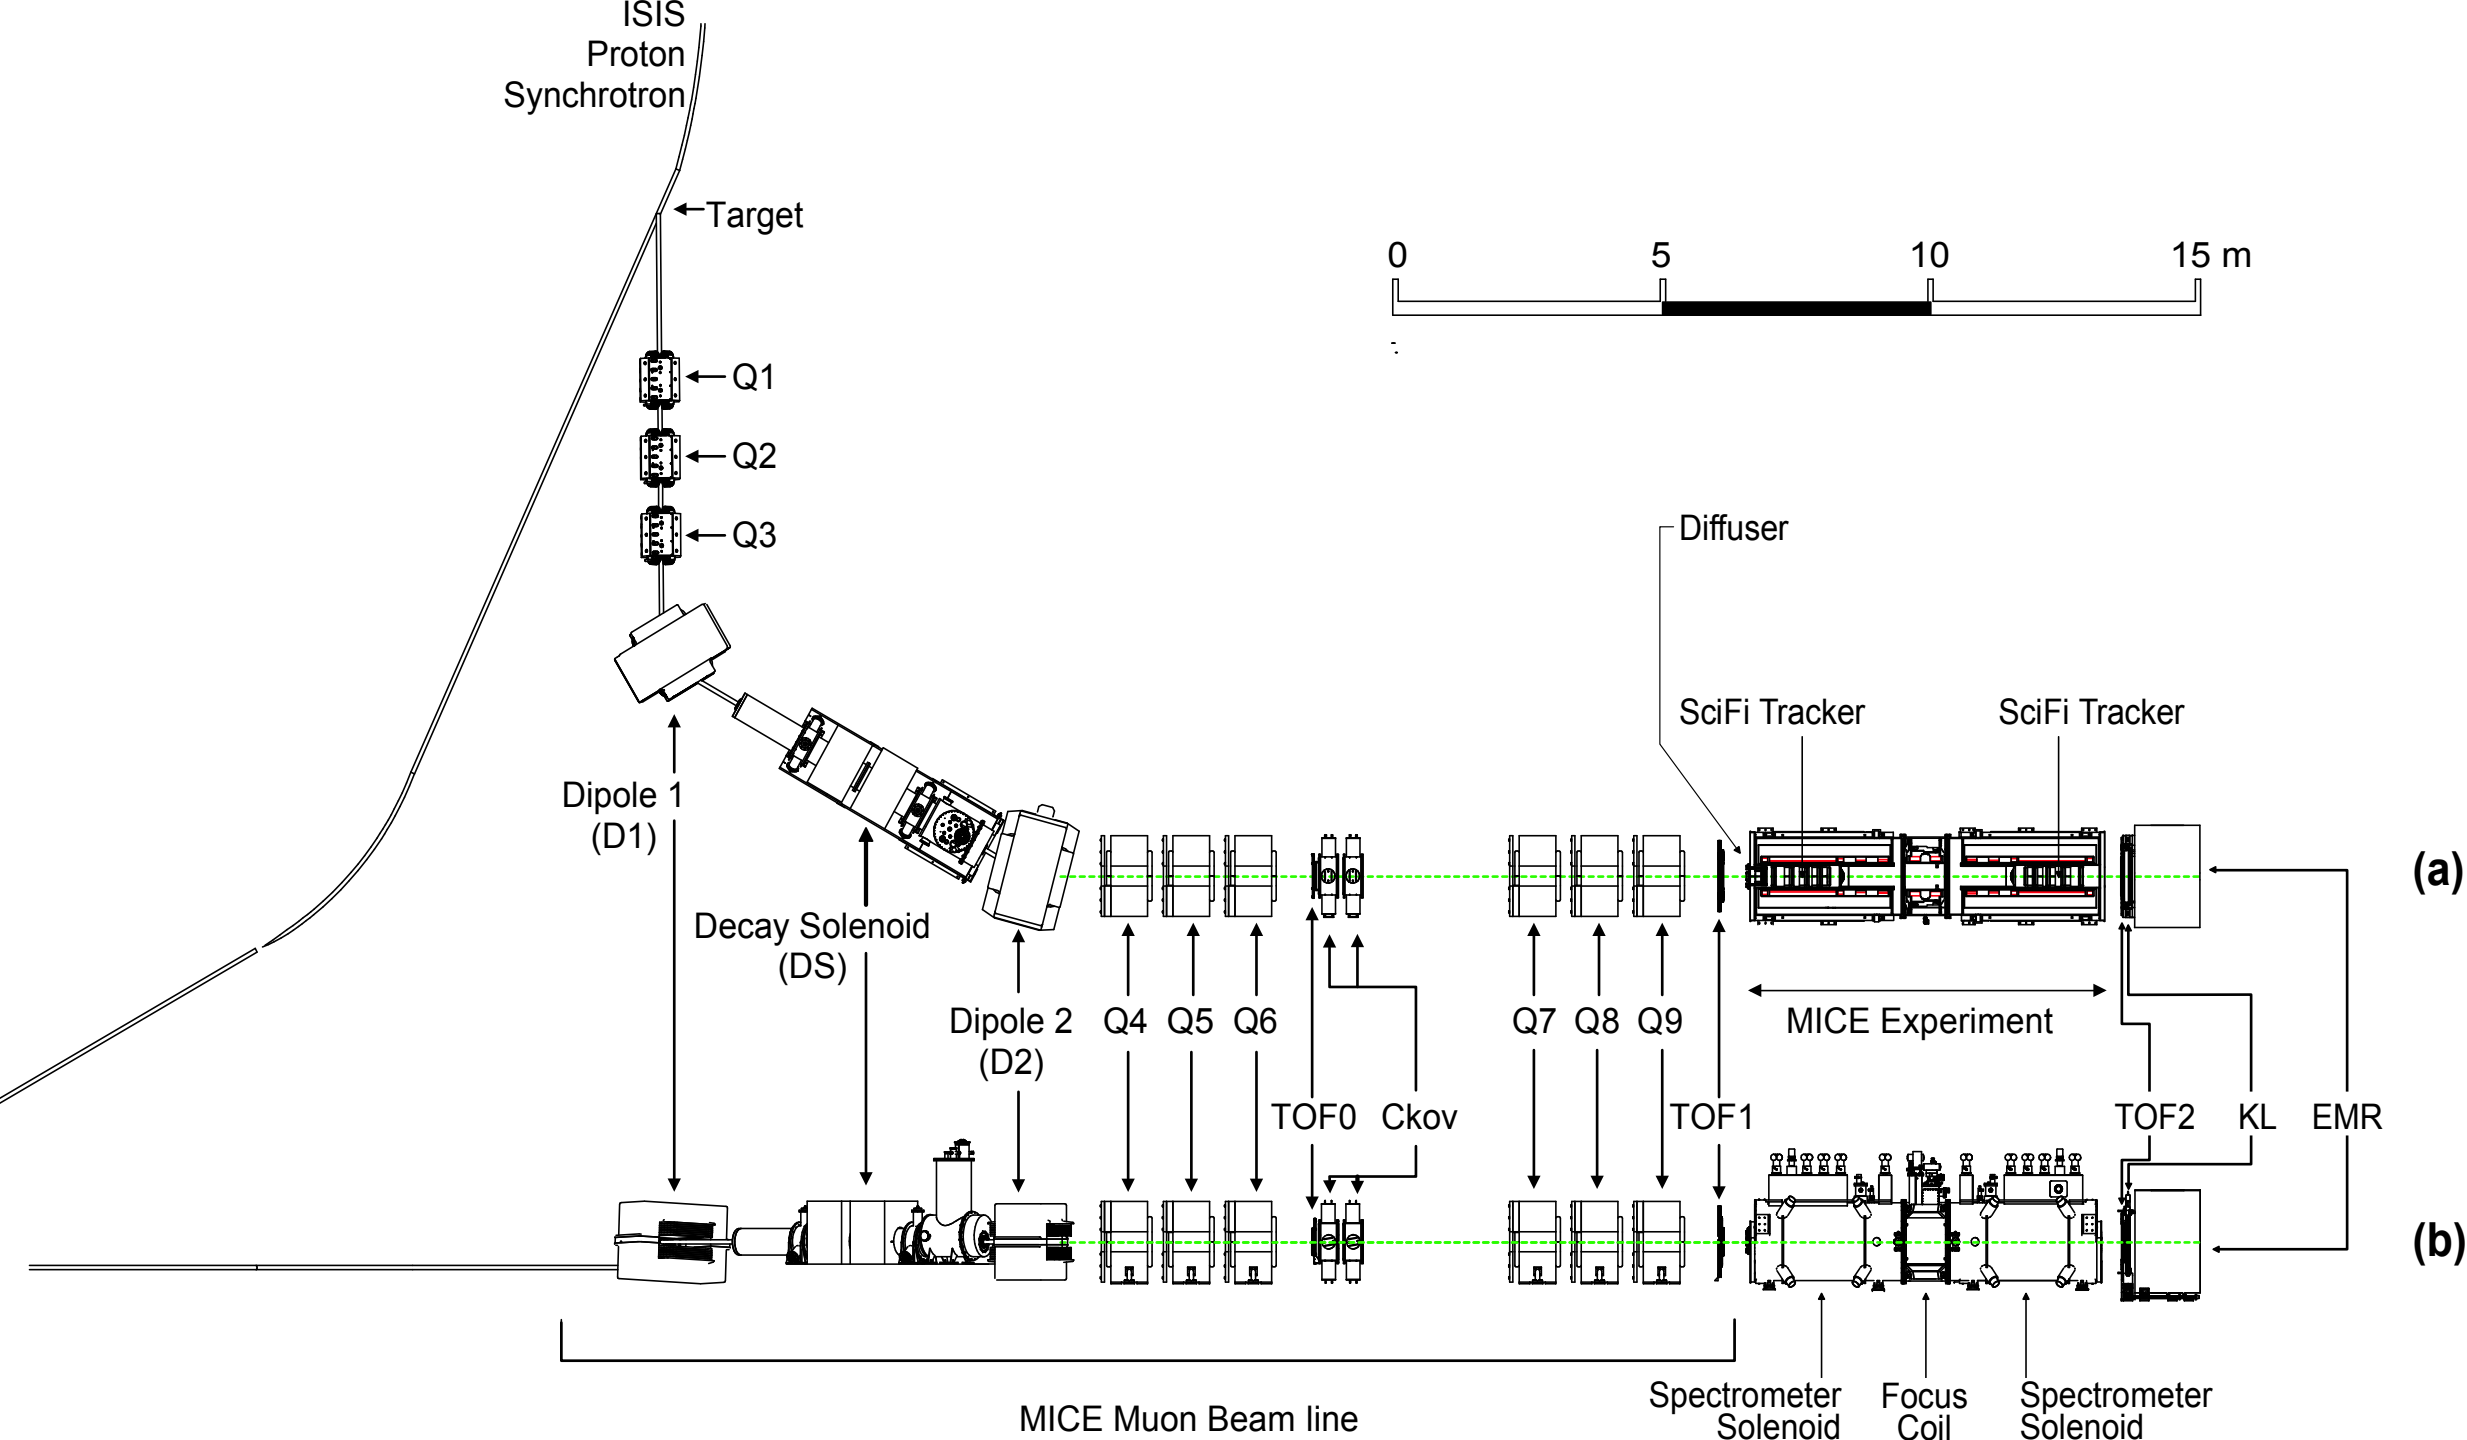 ISIS
Proton
Synchrotron
Target
0 5 10 15 m
Q1
Q2
Q3
Diffuser
SciFi Tracker SciFi Tracker
Dipole 1
(D1)
(a)
Decay Solenoid
(DS)
Dipole 2
(D2)
Q4 Q5 Q6 Q7 Q8 Q9 MICE Experiment
TOF0 Ckov TOF1 TOF2 KL EMR
(b)
Spectrometer
Solenoid
Focus
Coil
Spectrometer
Solenoid
MICE Muon Beam line